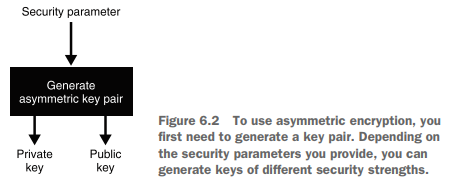 Security parameter
Generate
asymmetric key pair
Private
key
Public
key
Figure 6.2 To use asymmetric encryption, you
first need to generate a key pair. Depending on
the security parameters you provide, you can
generate keys of different security strengths.